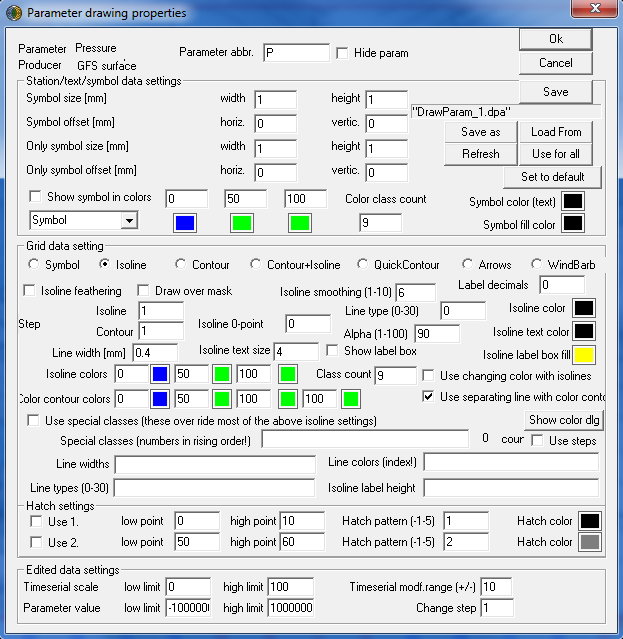 Parameter drawing properties
Parameter Pressure Parameter abbr. P Hide param Ok
Producer GFS surface Cancel
Station/text/symbol data settings
Symbol size [mm] width 1 height 1 Save
"DrawParam_1.dpa"
Symbol offset [mm] horiz. 0 vertic. 0 Save as Load From
Only symbol size [mm] width 1 height 1 Refresh Use for all
Only symbol offset [mm] horiz. 0 vertic. 0 Set to default
Show symbol in colors 0 50 100 Color class count Symbol color (text)
Symbol 9 Symbol fill color
Grid data setting
Symbol Isoline Contour Contour+Isoline QuickContour Arrows WindBarb
Isoline feathering Draw over mask Isoline smoothing (1-10) 6 Label decimals 0
Isoline 1 Line type (0-30) 0 Isoline color
Step Isoline 0-point 0
Contour 1 Alpha (1-100) 90 Isoline text color
Line width [mm] 0.4 Isoline text size 4 Show label box Isoline label box fill
Isoline colors 0 50 100 Class count 9 Use changing color with isolines
Color contour colors 0 50 100 100 Use separating line with color conto
Use special classes (these over ride most of the above isoline settings) Show color dlg
Special classes (numbers in rising order!) 0 cour Use steps
Line widths Line colors (index!)
Line types (0-30) Isoline label height
Hatch settings
Use 1. low point 0 high point 10 Hatch pattern (-1-5) 1 Hatch color
Use 2. low point 50 high point 60 Hatch pattern (-1-5) 2 Hatch color
Edited data settings
Timeserial scale low limit 0 high limit 100 Timeserial modf.range (+/-) 10
Parameter value low limit -1000000 high limit 1000000 Change step 1